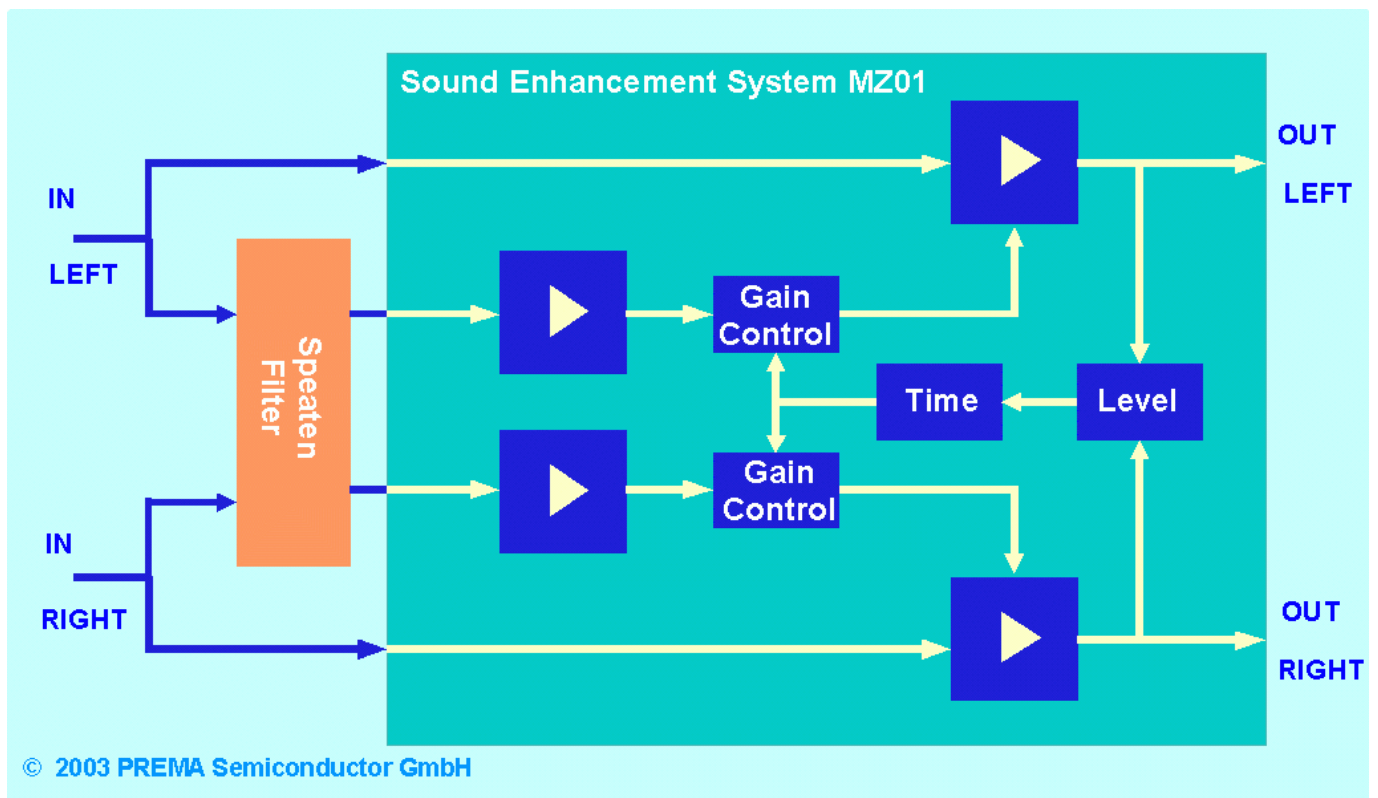 Sound Enhancement System MZ01
OUT
LEFT
IN
LEFT
Gain
Control
Speaten
Filter
Time
Level
Gain
Control
IN
RIGHT
OUT
RIGHT
© 2003 PREMA Semiconductor GmbH